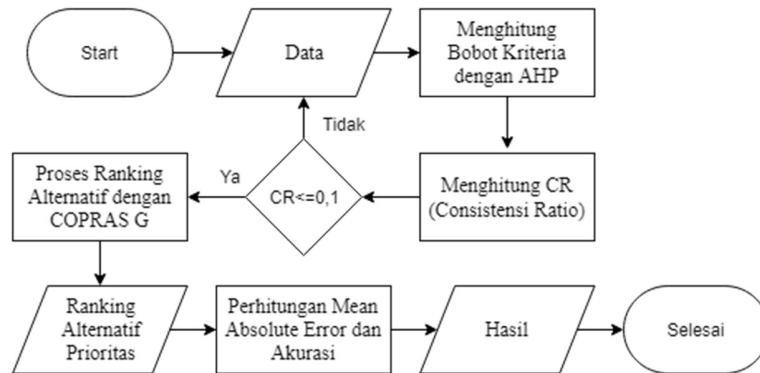 Start
Data
Menghitung
Bobot Kriteria
dengan AHP
Tidak
Proses Ranking
Alternatif dengan
COPRAS G
Ya
CR<=0,1
Menghitung CR
(Consistensi Ratio)
Ranking
Alternatif
Prioritas
Perhitungan Mean
Absolute Error dan
Akurasi
Hasil
Selesai